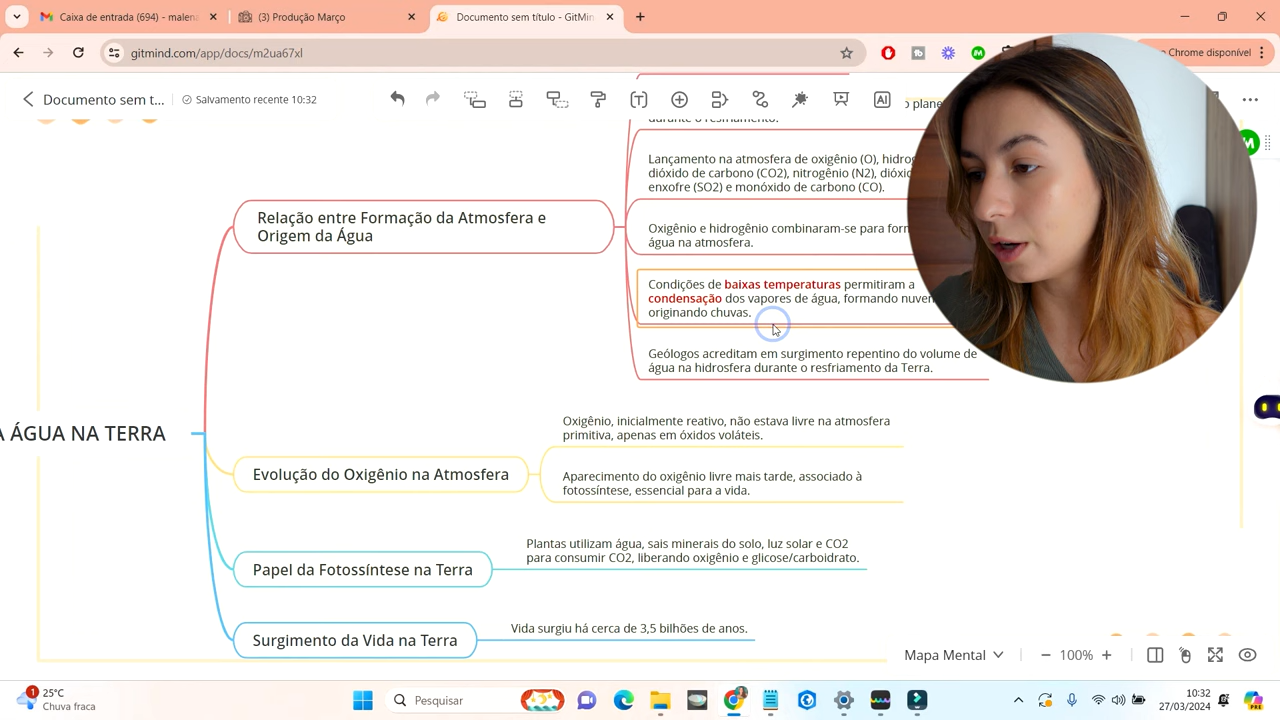 Caixa de entrada (694) - malen
(3) Produção Março
Documento sem título - GitMin
gitmind.com/app/docs/m2ua67xl
Chrome disponível
Documento sem t...
Salvamento recente 10:32
AI
o plane
durante o resfriamento.
Lançamento na atmosfera de oxigênio (O), hidrog
dióxido de carbono (CO2), nitrogênio (N2), dióxi
enxofre (SO2) e monóxido de carbono (CO).
Relação entre Formação da Atmosfera e
Origem da Água
Oxigênio e hidrogênio combinaram-se para form
água na atmosfera.
Condições de baixas temperaturas permitiram a
condensação dos vapores de água, formando nuven
originando chuvas.
Geólogos acreditam em surgimento repentino do volume de
água na hidrosfera durante o resfriamento da Terra.
A ÁGUA NA TERRA
Oxigênio, inicialmente reativo, não estava livre na atmosfera
primitiva, apenas em óxidos voláteis.
Evolução do Oxigênio na Atmosfera
Aparecimento do oxigênio livre mais tarde, associado à
fotossíntese, essencial para a vida.
Plantas utilizam água, sais minerais do solo, luz solar e CO2
para consumir CO2, liberando oxigênio e glicose/carboidrato.
Papel da Fotossíntese na Terra
Vida surgiu há cerca de 3,5 bilhões de anos.
Surgimento da Vida na Terra
Mapa Mental
100%
1
25°C
Chuva fraca
Pesquisar
10:32
27/03/2024
PRE